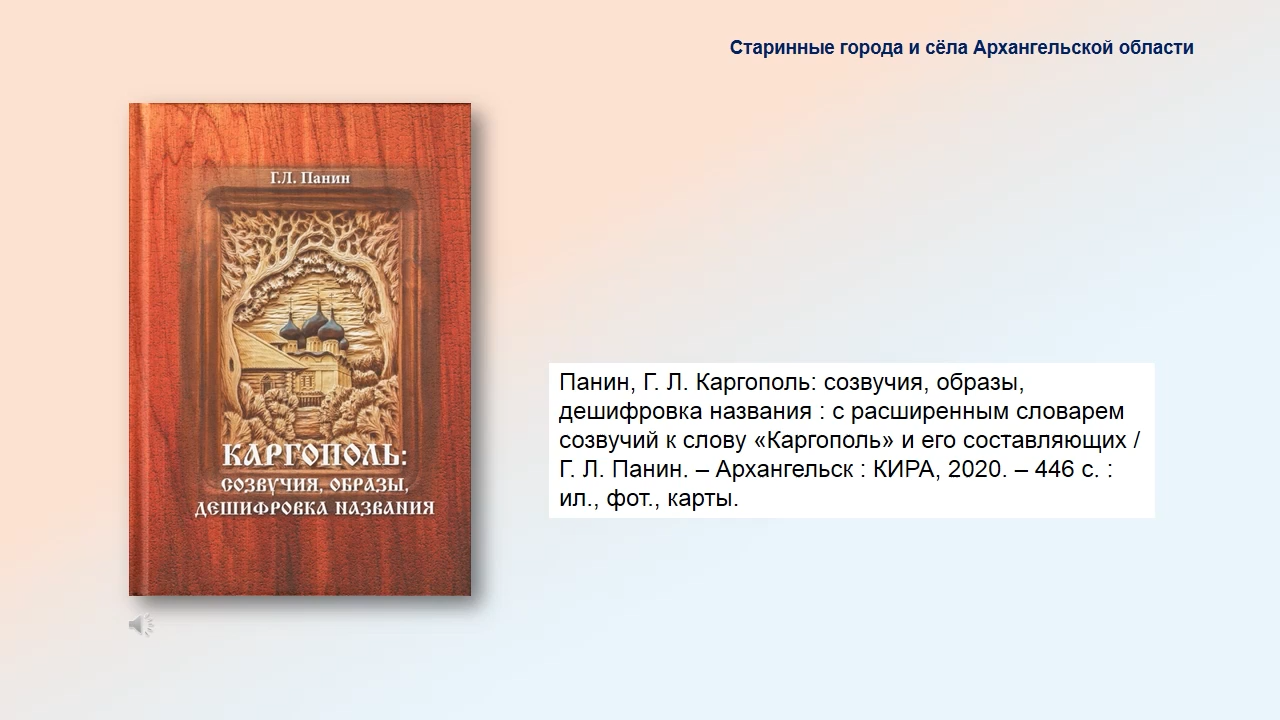 Старинные города и сёла Архангельской области
Г.Л. Панин
КАРГОПОЛЬ:
СОЗВУЧИЯ, ОБРАЗЫ,
ДЕШИФРОВКА НАЗВАНИЯ
Панин, Г. Л. Каргополь: созвучия, образы,
дешифровка названия : с расширенным словарем
созвучий к слову «Каргополь» и его составляющих /
Г. Л. Панин. – Архангельск : КИРА, 2020. – 446 с. :
ил., фот., карты.